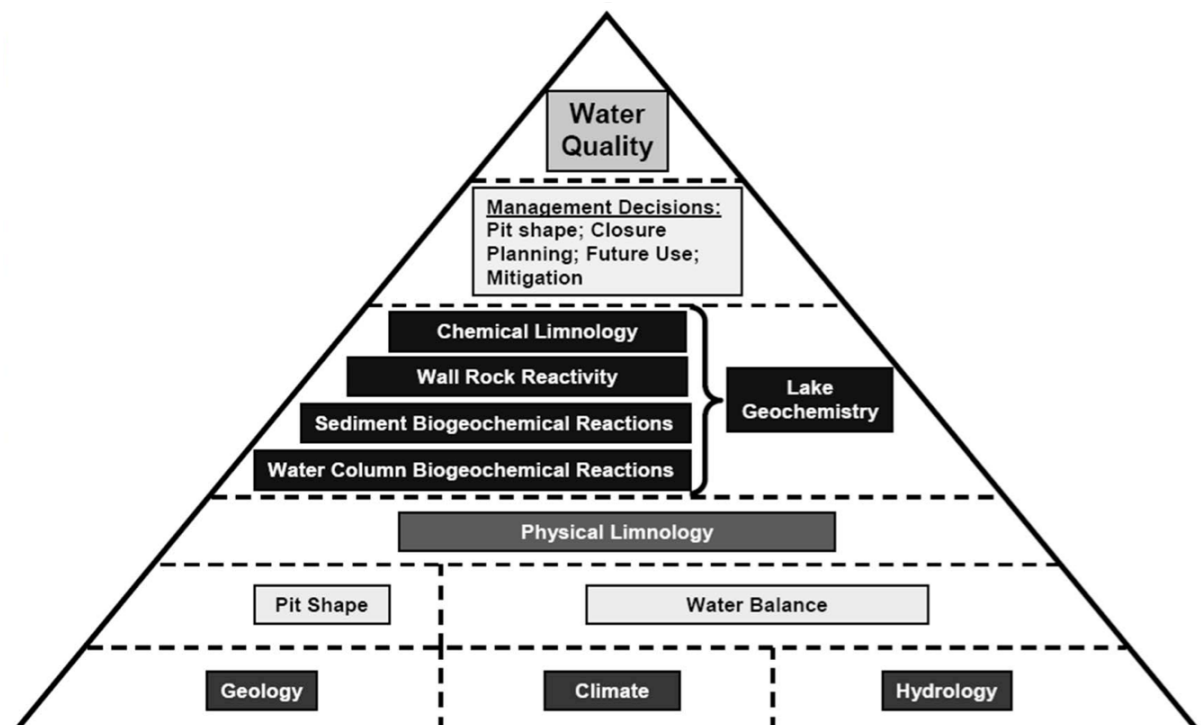 Water
Quality
Management Decisions:
Pit shape; Closure
Planning; Future Use;
Mitigation
Chemical Limnology
Wall Rock Reactivity
Sediment Biogeochemical Reactions
Water Column Biogeochemical Reactions
Lake
Geochemistry
Physical Limnology
Pit Shape
Water Balance
Geology
Climate
Hydrology